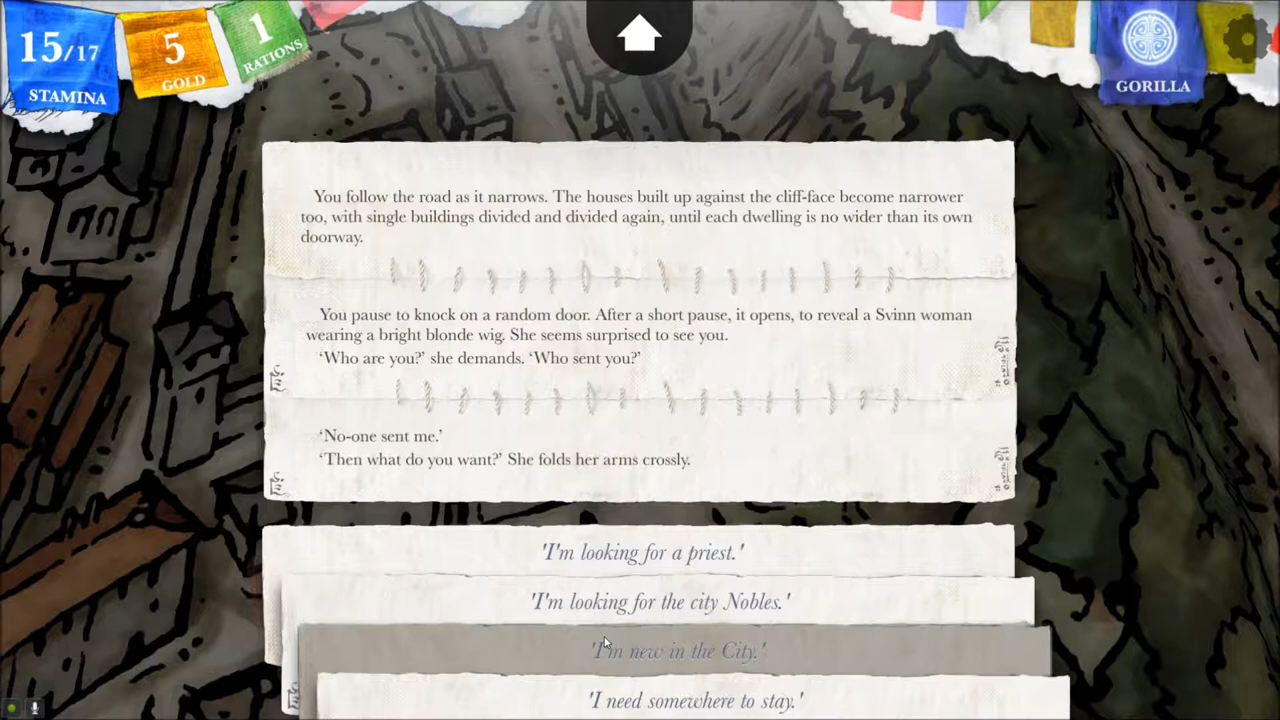 15/17
STAMINA
5
GOLD
1
RATIONS
GORILLA
You follow the road as it narrows. The houses built up against the cliff-face become narrower
too, with single buildings divided and divided again, until each dwelling is no wider than its own
doorway.
You pause to knock on a random door. After a short pause, it opens, to reveal a Svinn woman
wearing a bright blonde wig. She seems surprised to see you.
‘Who are you?’ she demands. ‘Who sent you?’
‘No-one sent me.’
‘Then what do you want?’ She folds her arms crossly.
'I'm looking for a priest.'
'I'm looking for the city Nobles.'
'I'm new in the City.'
'I need somewhere to stay.'